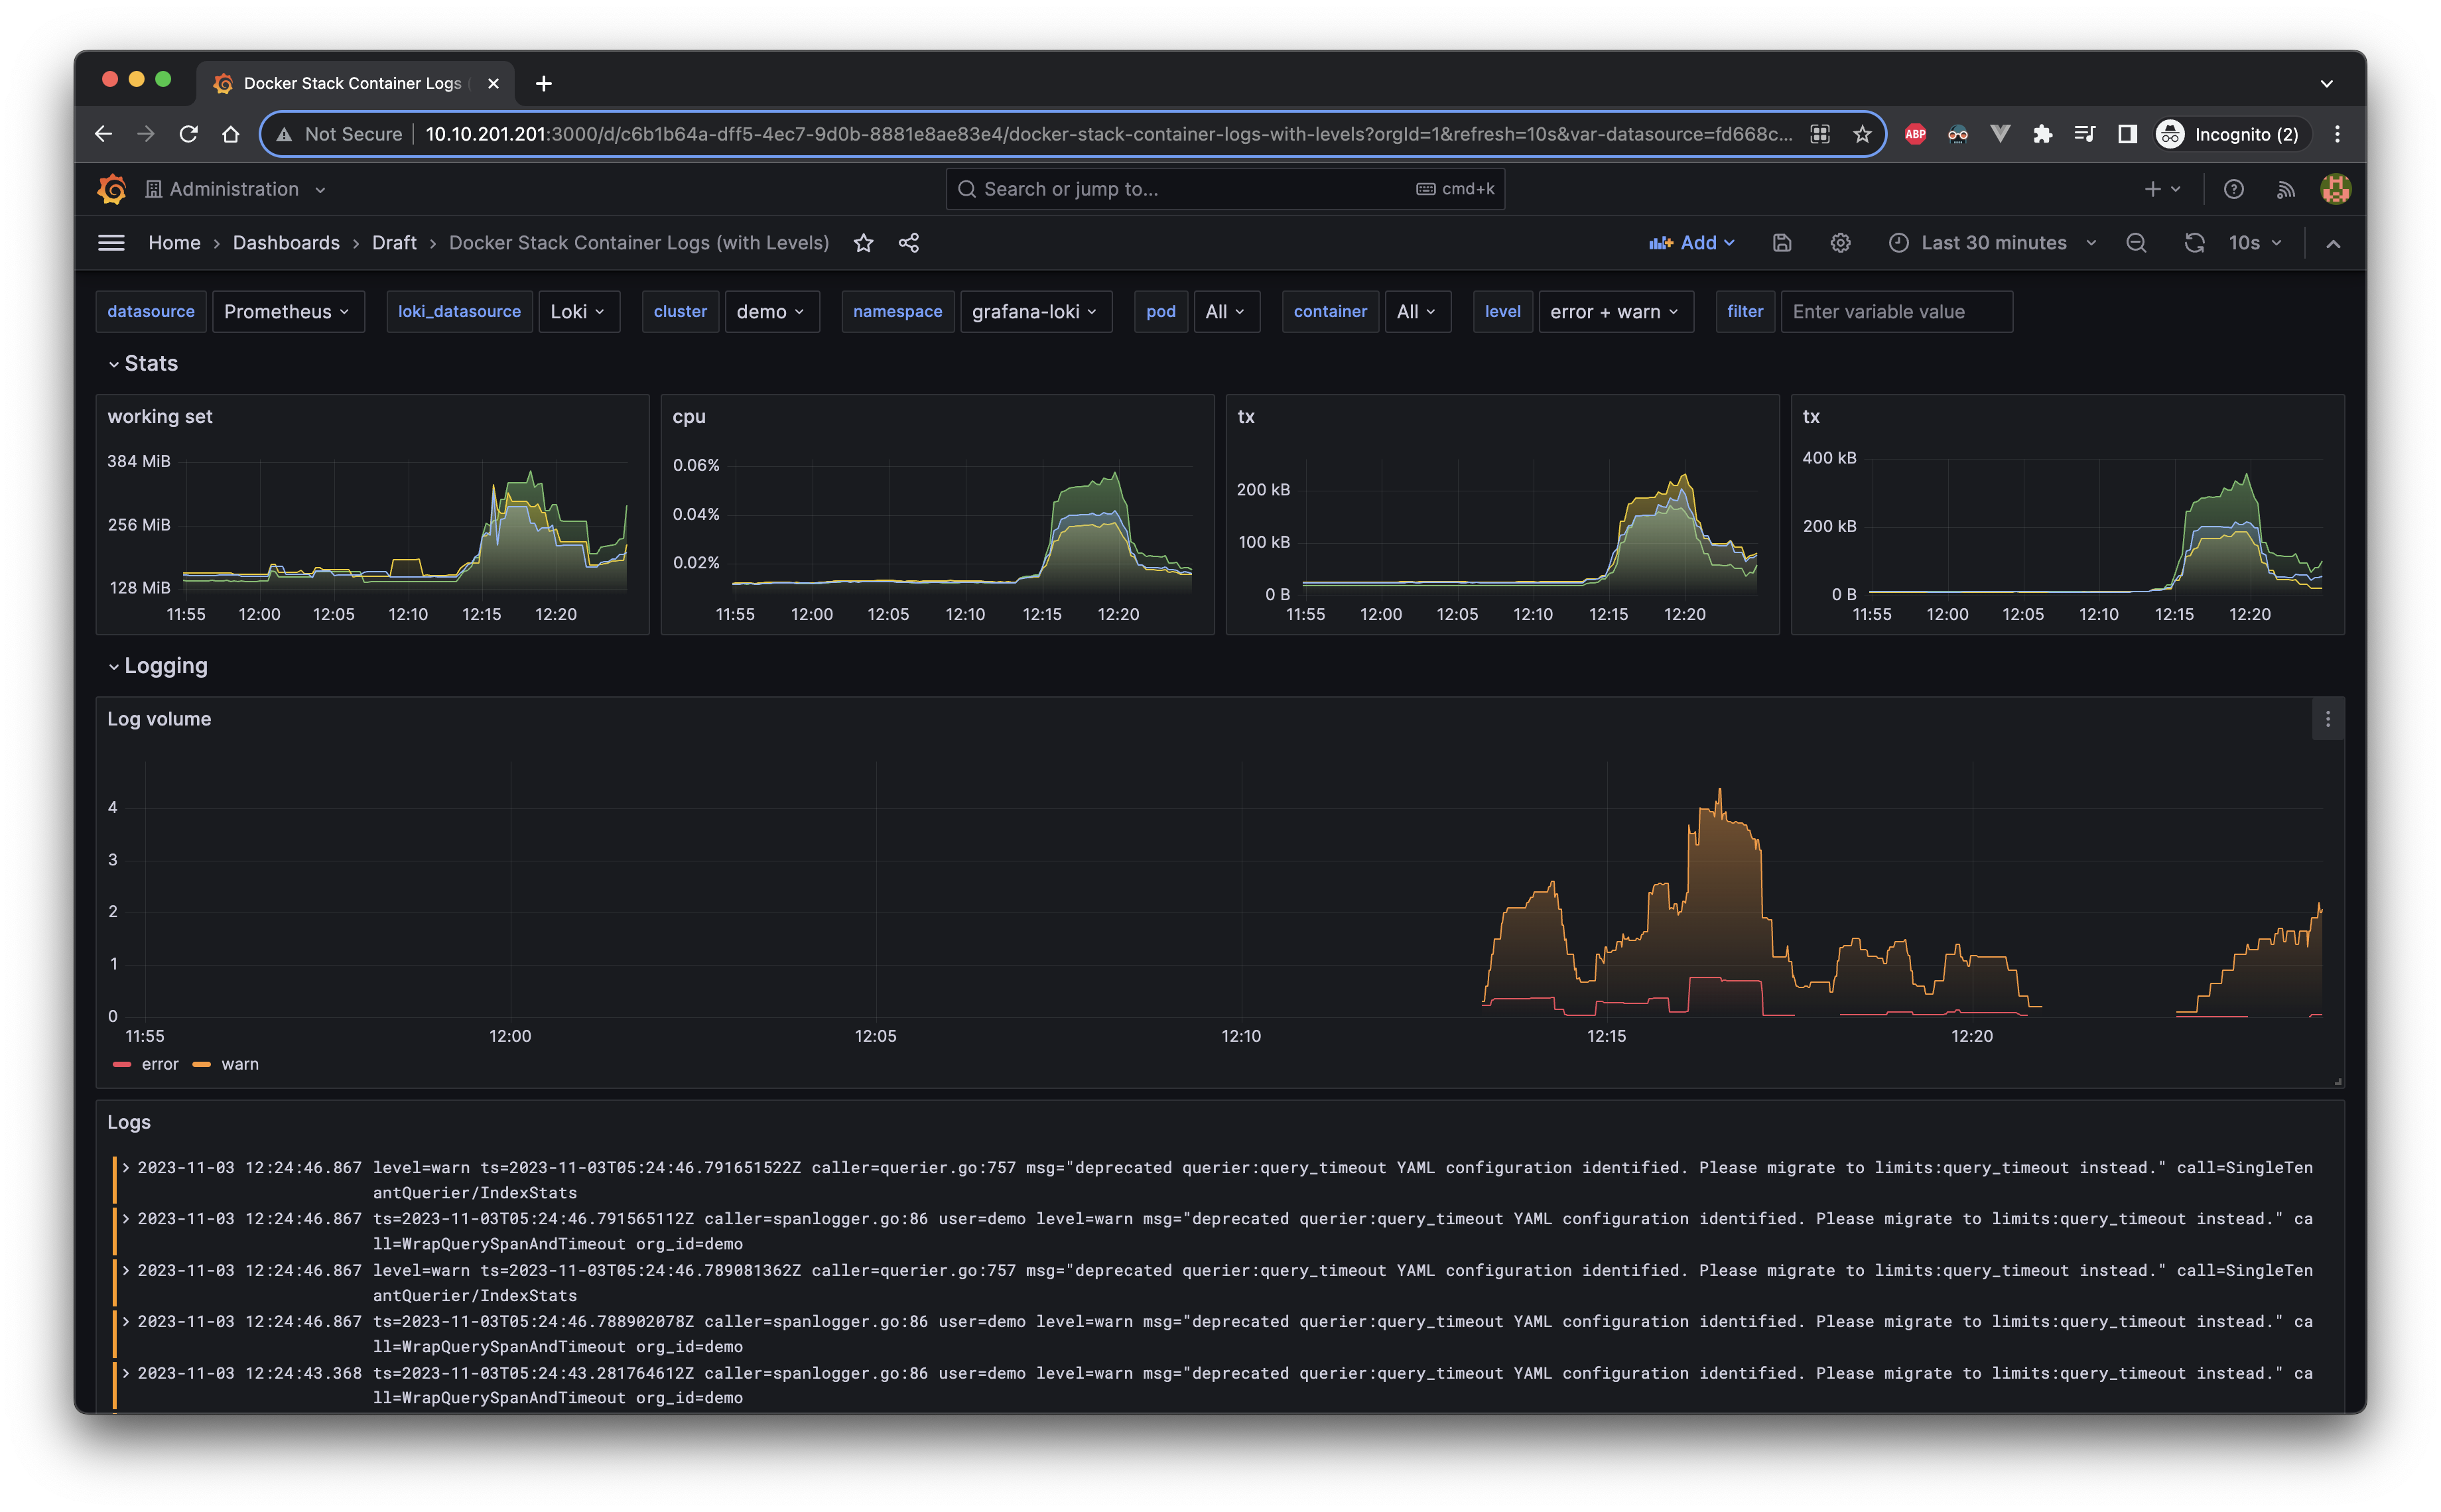 Docker Stack Container Logs (
Not Secure 10.10.201.201:3000/d/c6b1b64a-dff5-4ec7-9d0b-8881e8ae83e4/docker-stack-container-logs-with-levels?orgId=1&refresh=10s&var-datasource=fd668c... ABP Incognito (2)
Administration Search or jump to... cmd+k
Home › Dashboards › Draft › Docker Stack Container Logs (with Levels) Add Last 30 minutes 10s
datasource Prometheus loki_datasource Loki cluster demo namespace grafana-loki pod All container All level error + warn filter Enter variable value
Stats
working set
384 MiB
256 MiB
128 MiB
11:55 12:00 12:05 12:10 12:15 12:20
cpu
0.06%
0.04%
0.02%
11:55 12:00 12:05 12:10 12:15 12:20
tx
200 kB
100 kB
0 B
11:55 12:00 12:05 12:10 12:15 12:20
tx
400 kB
200 kB
0 B
11:55 12:00 12:05 12:10 12:15 12:20
Logging
Log volume
4
3
2
1
0
11:55 12:00 12:05 12:10 12:15 12:20
error warn
Logs
2023-11-03 12:24:46.867 level=warn ts=2023-11-03T05:24:46.791651522Z caller=querier.go:757 msg="deprecated querier:query_timeout YAML configuration identified. Please migrate to limits:query_timeout instead." call=SingleTen
antQuerier/IndexStats
2023-11-03 12:24:46.867 ts=2023-11-03T05:24:46.791565112Z caller=spanlogger.go:86 user=demo level=warn msg="deprecated querier:query_timeout YAML configuration identified. Please migrate to limits:query_timeout instead." ca
ll=WrapQuerySpanAndTimeout org_id=demo
2023-11-03 12:24:46.867 level=warn ts=2023-11-03T05:24:46.789081362Z caller=querier.go:757 msg="deprecated querier:query_timeout YAML configuration identified. Please migrate to limits:query_timeout instead." call=SingleTen
antQuerier/IndexStats
2023-11-03 12:24:46.867 ts=2023-11-03T05:24:46.788902078Z caller=spanlogger.go:86 user=demo level=warn msg="deprecated querier:query_timeout YAML configuration identified. Please migrate to limits:query_timeout instead." ca
ll=WrapQuerySpanAndTimeout org_id=demo
2023-11-03 12:24:43.368 ts=2023-11-03T05:24:43.281764612Z caller=spanlogger.go:86 user=demo level=warn msg="deprecated querier:query_timeout YAML configuration identified. Please migrate to limits:query_timeout instead." ca
ll=WrapQuerySpanAndTimeout org_id=demo